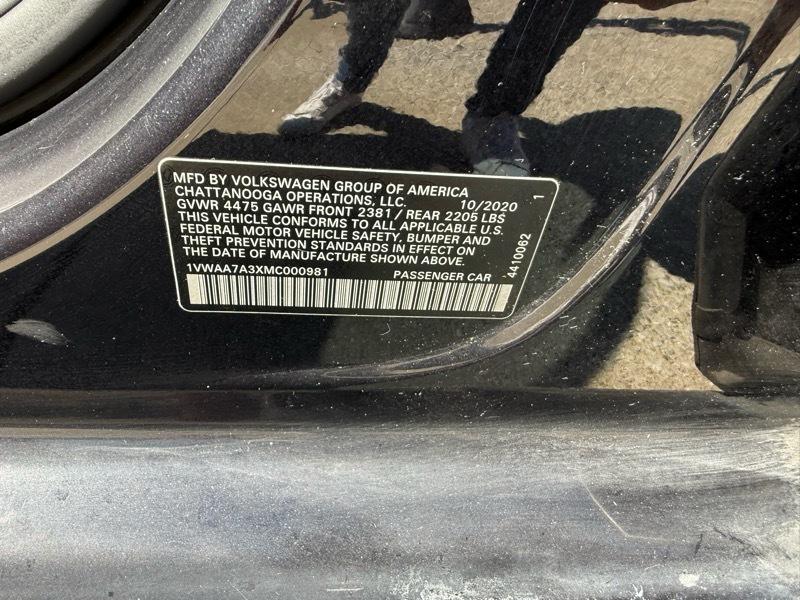 MFD BY VOLKSWAGEN GROUP OF AMERICA
CHATTANOOGA OPERATIONS, LLC. 10/2020
GVWR 4475 GAWR FRONT 2381 / REAR 2205 LBS
THIS VEHICLE CONFORMS TO ALL APPLICABLE U.S.
FEDERAL MOTOR VEHICLE SAFETY, BUMPER AND
THEFT PREVENTION STANDARDS IN EFFECT ON
THE DATE OF MANUFACTURE SHOWN ABOVE.
1VWAA7A3XMC000981 PASSENGER CAR
4410062 1